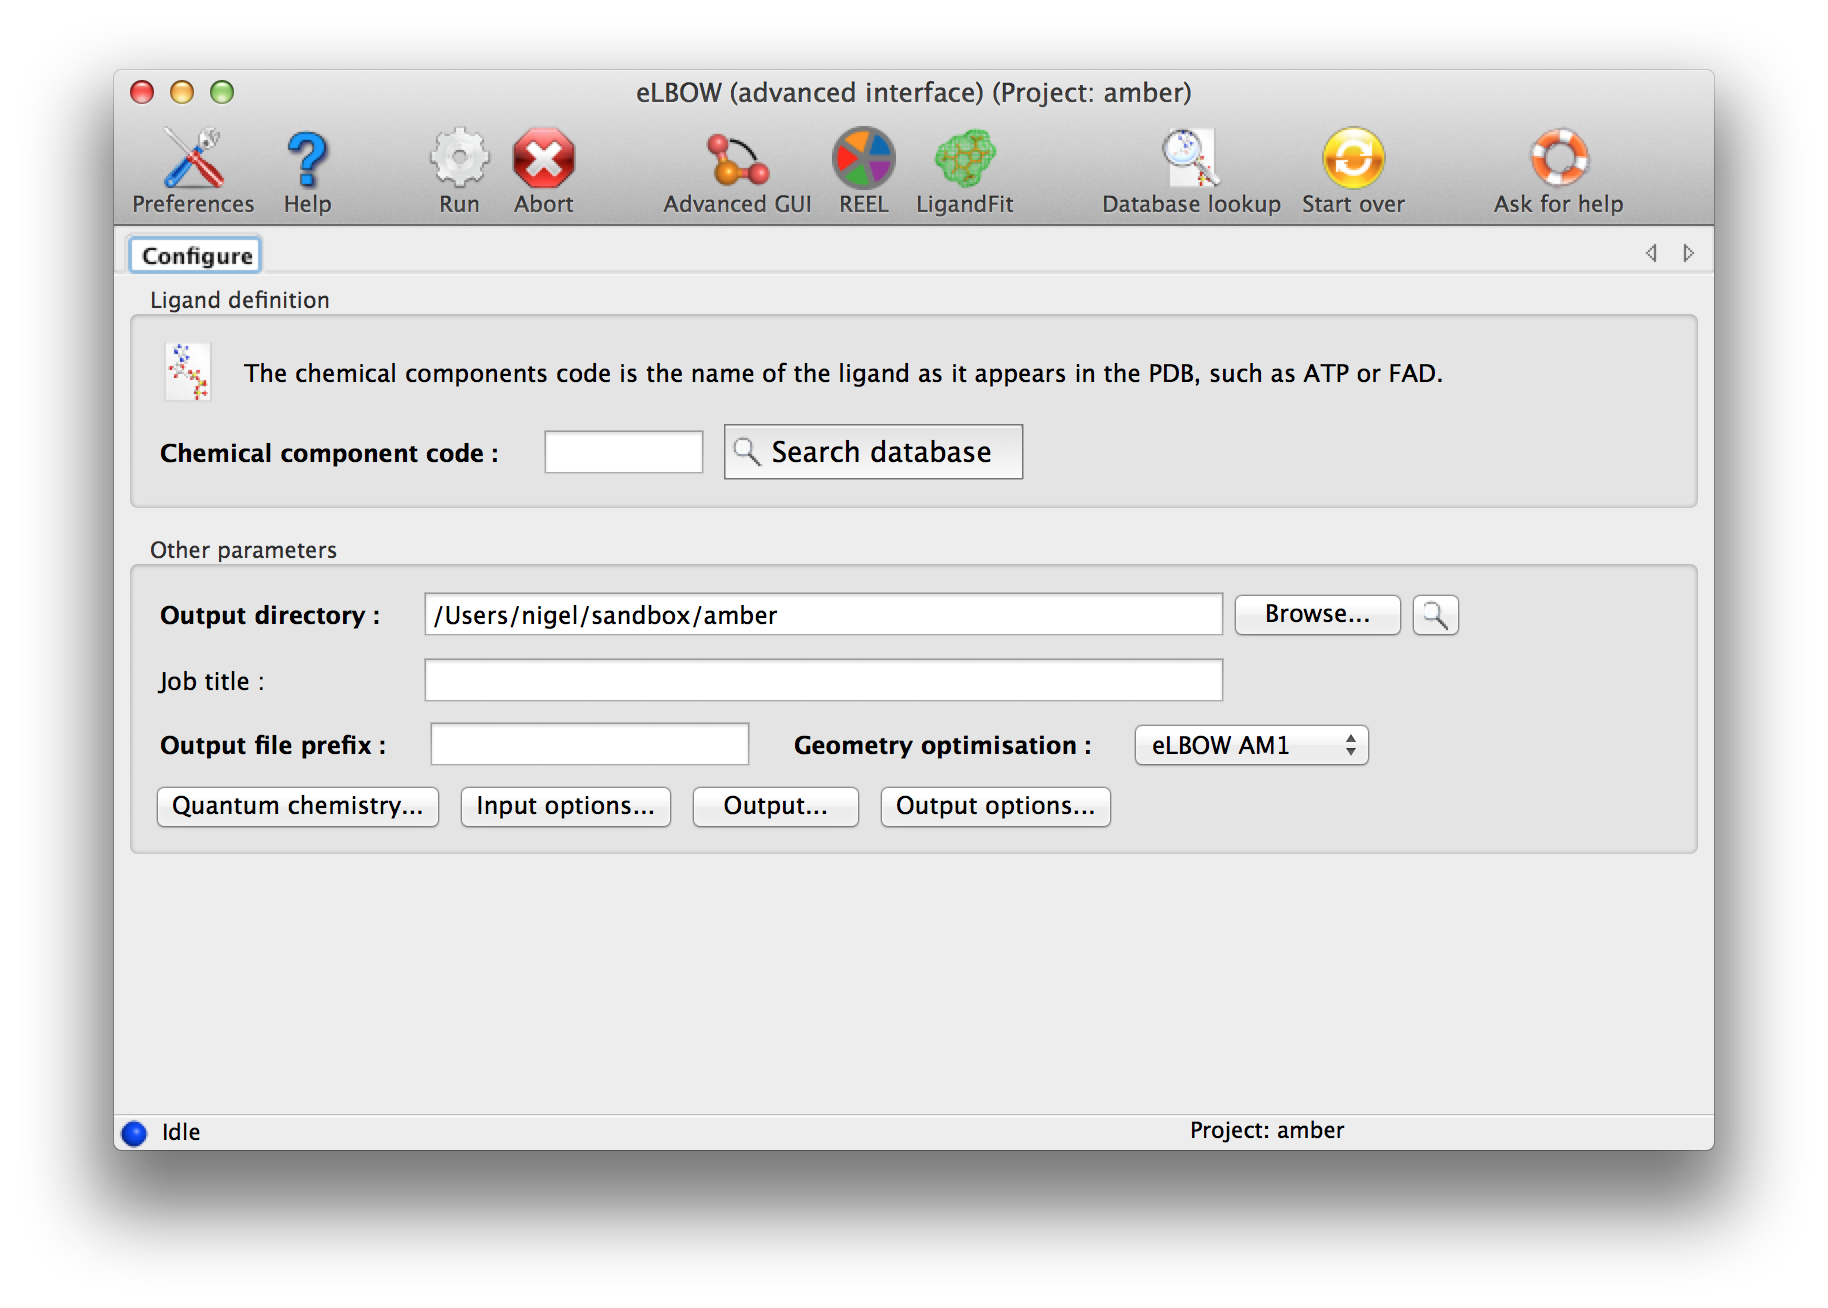 eLBOW (advanced interface) (Project: amber)
Preferences Help Run Abort Advanced GUI REEL LigandFit Database lookup Start over Ask for help
Configure
Ligand definition
The chemical components code is the name of the ligand as it appears in the PDB, such as ATP or FAD.
Chemical component code : Search database
Other parameters
Output directory : /Users/nigel/sandbox/amber Browse...
Job title :
Output file prefix : Geometry optimisation : eLBOW AM1
Quantum chemistry... Input options... Output... Output options...
Idle Project: amber